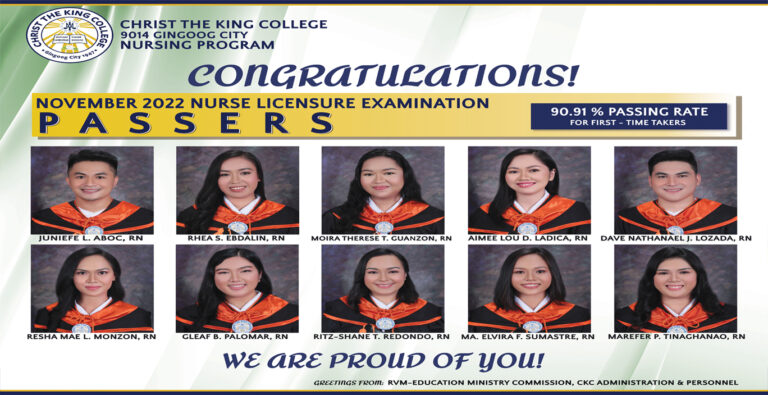 CHRIST THE KING COLLEGE
Gingoog City 1947
CHRIST THE KING COLLEGE
9014 GINGOOG CITY
NURSING PROGRAM
CONGRATULATIONS!
NOVEMBER 2022 NURSE LICENSURE EXAMINATION
PASSERS
90.91 % PASSING RATE
FOR FIRST - TIME TAKERS
JUNIEFE L. ABOC, RN
RHEA S. EBDALIN, RN
MOIRA THERESE T. GUANZON, RN
AIMEE LOU D. LADICA, RN
DAVE NATHANAEL J. LOZADA, RN
RESHA MAE L. MONZON, RN
GLEAF B. PALOMAR, RN
RITZ-SHANE T. REDONDO, RN
MA. ELVIRA F. SUMASTRE, RN
MAREFER P. TINAGHANAO, RN
WE ARE PROUD OF YOU!
GREETINGS FROM: RVM-EDUCATION MINISTRY COMMISSION, CKC ADMINISTRATION & PERSONNEL